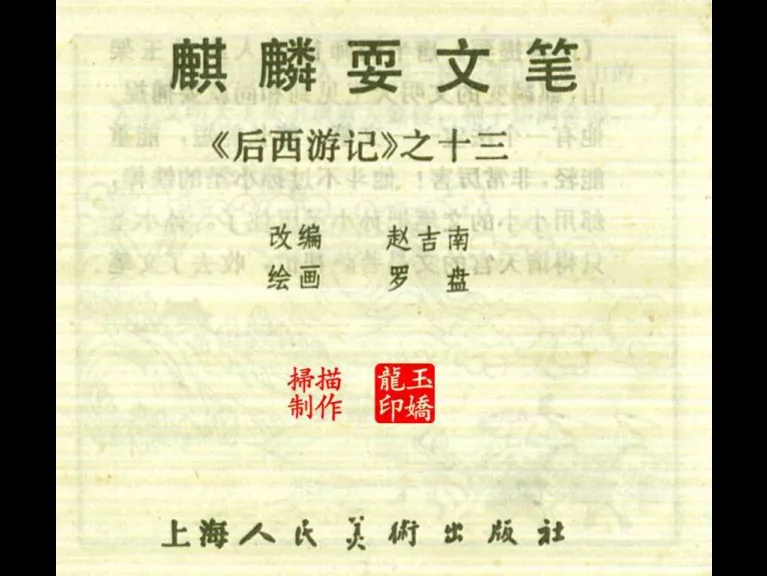 麒麟耍文笔
《后西游记》之十三
改编 赵吉南
绘画 罗盘
掃描
制作
龍玉
印嬌
上海人民美術出版社